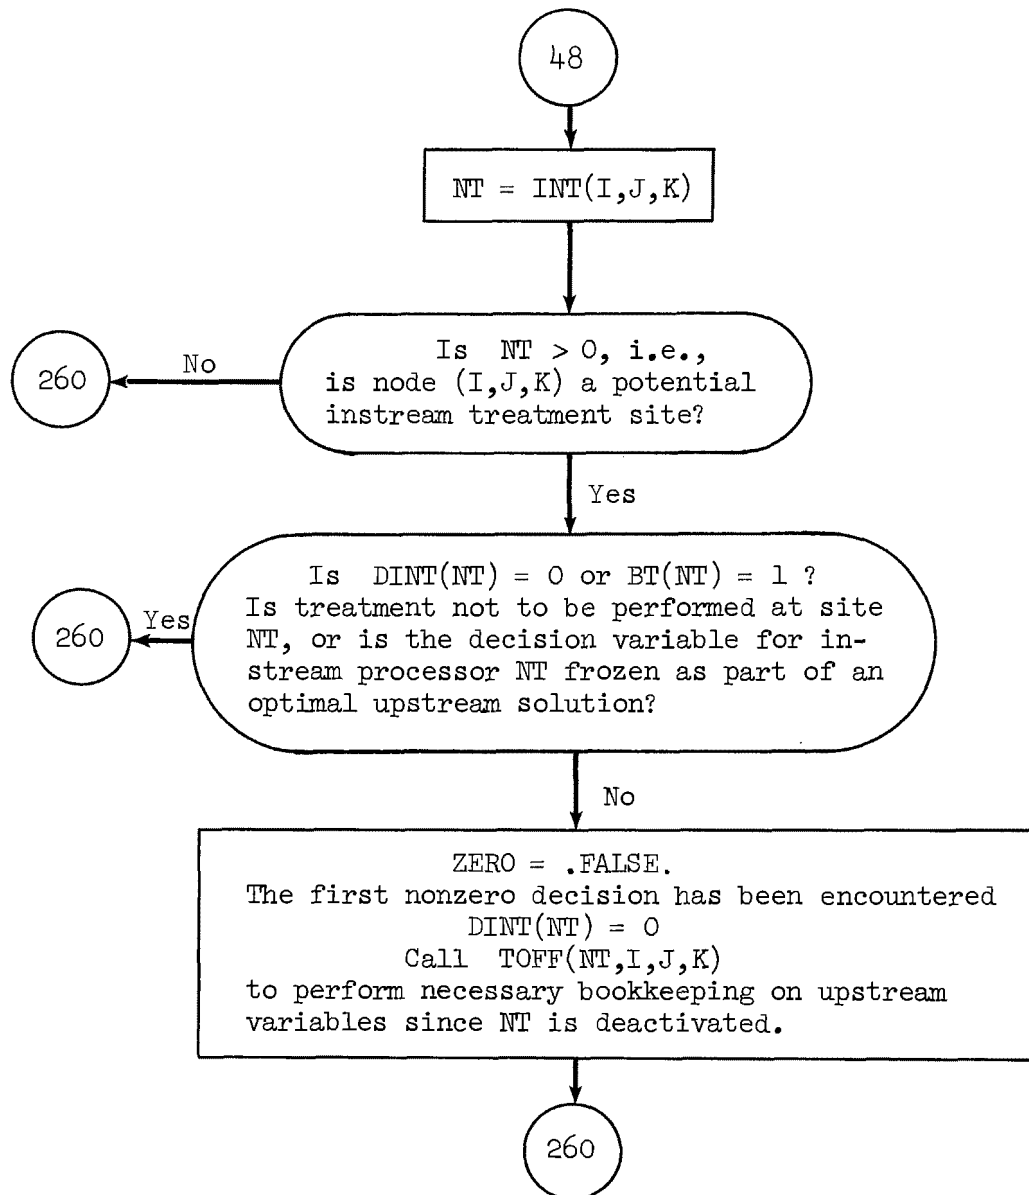 48
NT = INT(I,J,K)
Is NT > 0, i.e.,
is node (I,J,K) a potential
instream treatment site?
No
260
Yes
Is DINT(NT) = 0 or BT(NT) = 1 ?
Is treatment not to be performed at site
NT, or is the decision variable for in-
stream processor NT frozen as part of an
optimal upstream solution?
Yes
260
No
ZERO = .FALSE.
The first nonzero decision has been encountered
DINT(NT) = 0
Call TOFF(NT,I,J,K)
to perform necessary bookkeeping on upstream
variables since NT is deactivated.
260